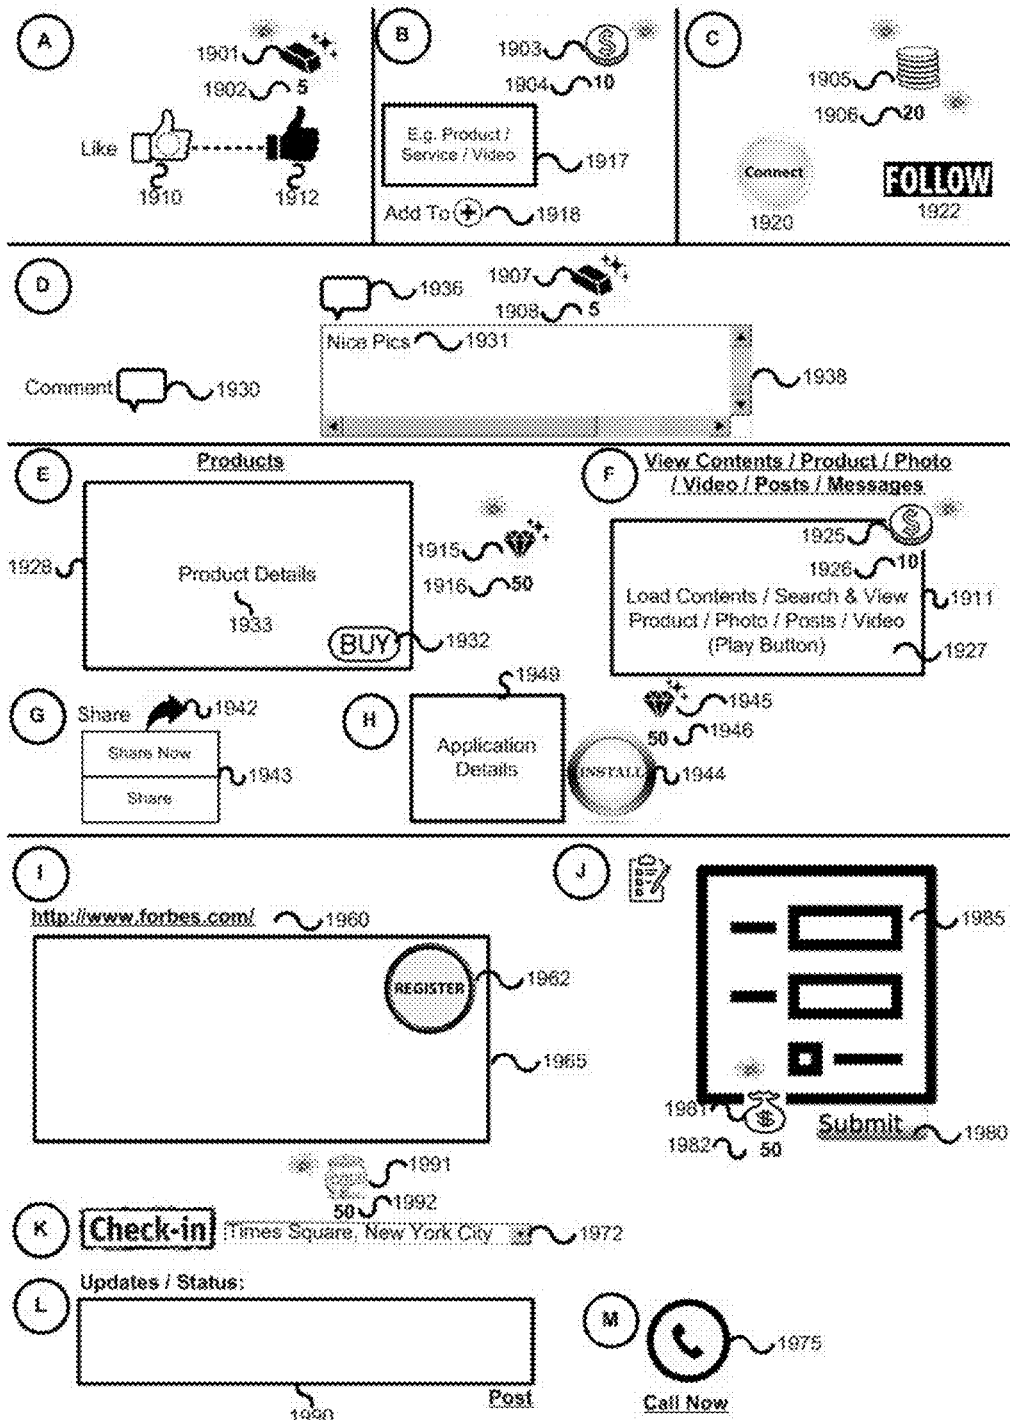 A
1901
1902 5
Like
1910
1912
B
1903
1904 10
E.g. Product /
Service / Video
1917
Add To
1918
C
1905
1906 20
Connect
1920
FOLLOW
1922
D
1936
1907
1908 5
Nice Pics 1931
Comment 1930
1938
E
Products
1928
Product Details
1933
BUY
1932
1915
1916 50
F
View Contents / Product / Photo
/ Video / Posts / Messages
1925
1926 10
Load Contents / Search & View
Product / Photo / Posts / Video
(Play Button)
1911
1927
G
Share
1942
Share Now
Share
1943
H
1949
Application
Details
INSTALL
1944
1945
50 1946
I
http://www.forbes.com/ 1960
REGISTER
1962
1965
1991
50 1992
J
1985
1981
1982 50
Submit
1980
K
Check-in
Times Square, New York City
1972
L
Updates / Status:
1990
Post
M
1975
Call Now